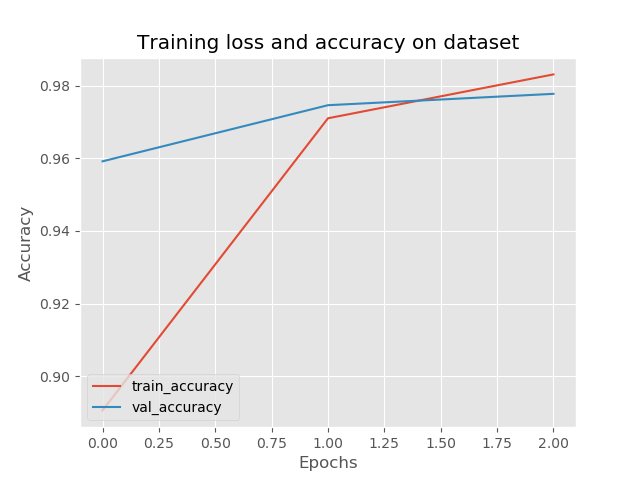 Training loss and accuracy on dataset
0.98
0.96
0.94
0.92
0.90
Accuracy
train_accuracy
val_accuracy
0.00 0.25 0.50 0.75 1.00 1.25 1.50 1.75 2.00
Epochs